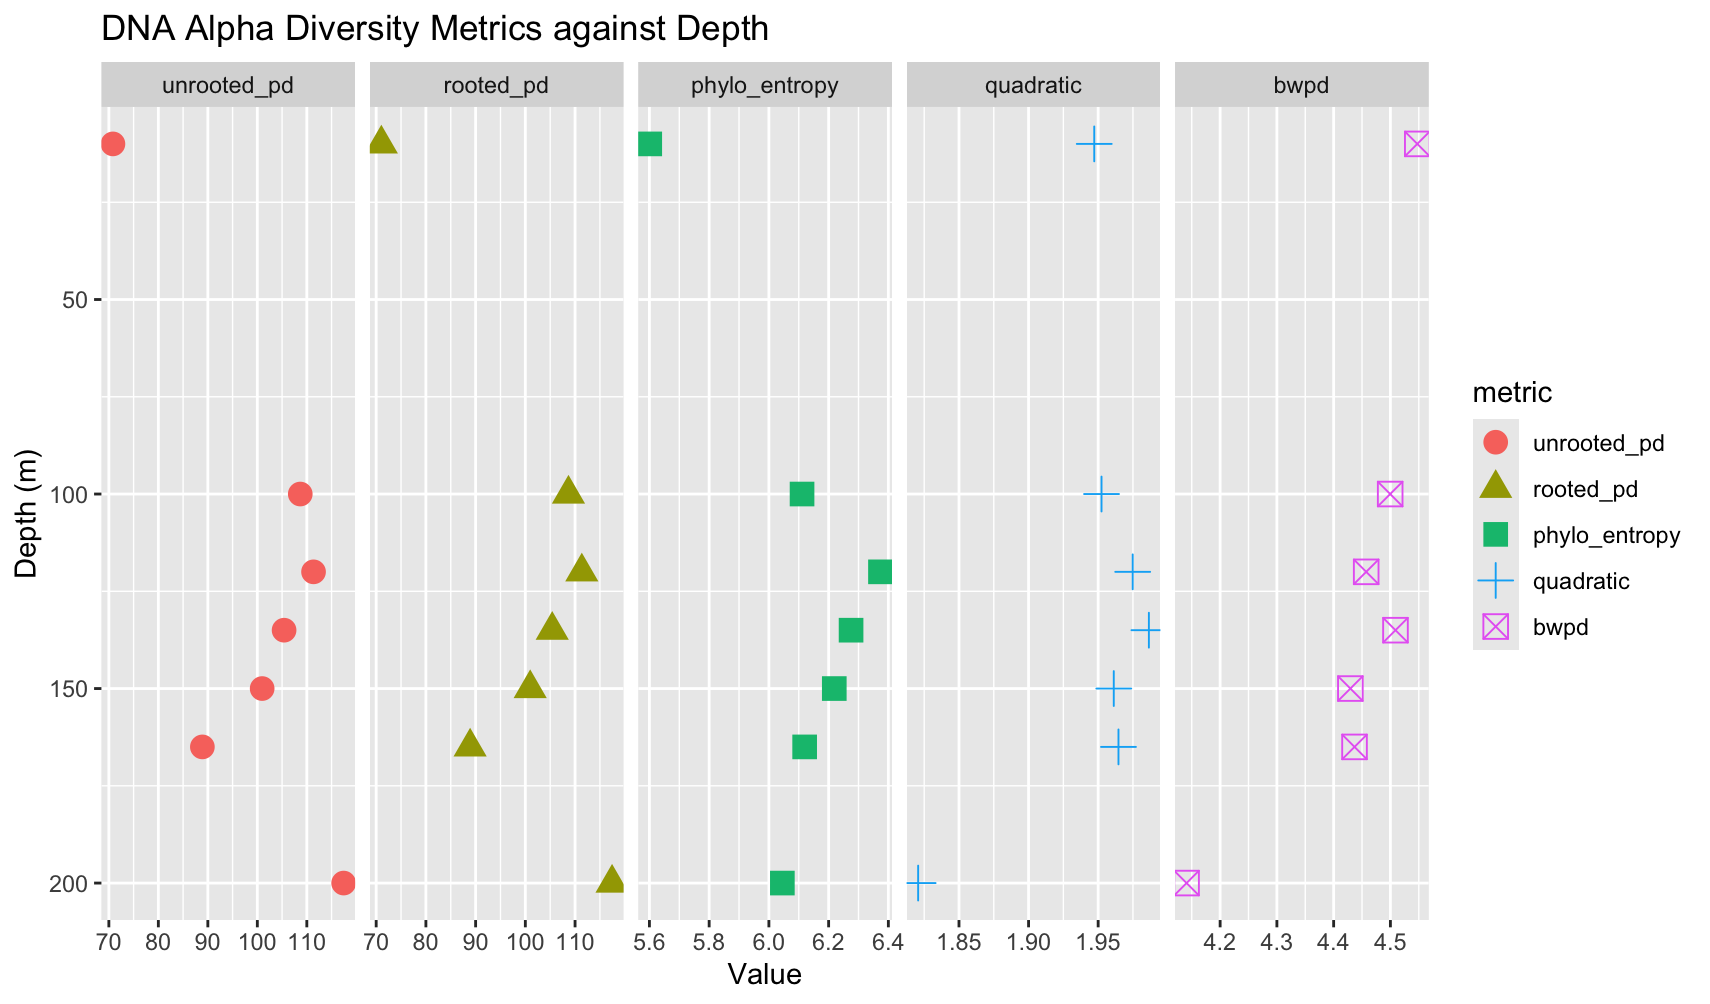 DNA Alpha Diversity Metrics against Depth
unrooted_pd rooted_pd phylo_entropy quadratic bwpd
Depth (m)
50
100
150
200
70 80 90 100 110 70 80 90 100 110 5.6 5.8 6.0 6.2 6.4 1.85 1.90 1.95 4.2 4.3 4.4 4.5
Value
metric
unrooted_pd
rooted_pd
phylo_entropy
quadratic
bwpd